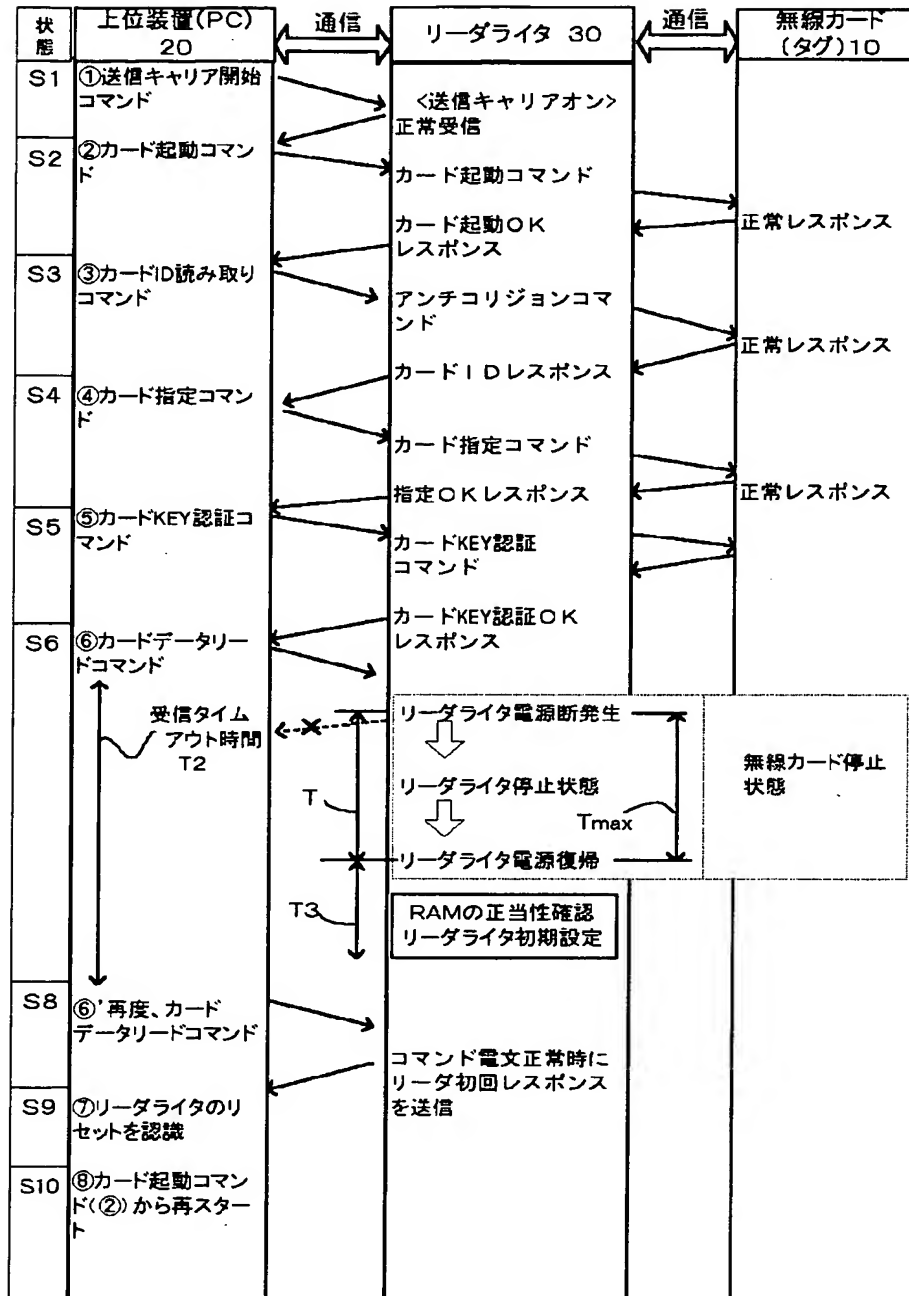 状
態
上位装置(PC)
20
通信
リーダライタ 30
通信
無線カード
(タグ)10
S1
①送信キャリア開始
コマンド
<送信キャリアオン>
正常受信
S2
②カード起動コマン
ド
カード起動コマンド
正常レスポンス
カード起動OK
レスポンス
S3
③カードID読み取り
コマンド
アンチコリジョンコマ
ンド
正常レスポンス
カードIDレスポンス
S4
④カード指定コマン
ド
カード指定コマンド
正常レスポンス
指定OKレスポンス
S5
⑤カードKEY認証コ
マンド
カードKEY認証
コマンド
カードKEY認証OK
レスポンス
S6
⑥カードデータリー
ドコマンド
受信タイム
アウト時間
T2
リーダライタ電源断発生
リーダライタ停止状態
リーダライタ電源復帰
T
Tmax
無線カード停止
状態
T3
RAMの正当性確認
リーダライタ初期設定
S8
⑥'再度、カード
データリードコマンド
コマンド電文正常時に
リーダ初回レスポンス
を送信
S9
⑦リーダライタのリ
セットを認識
S10
⑧カード起動コマン
ド(②)から再スター
ト